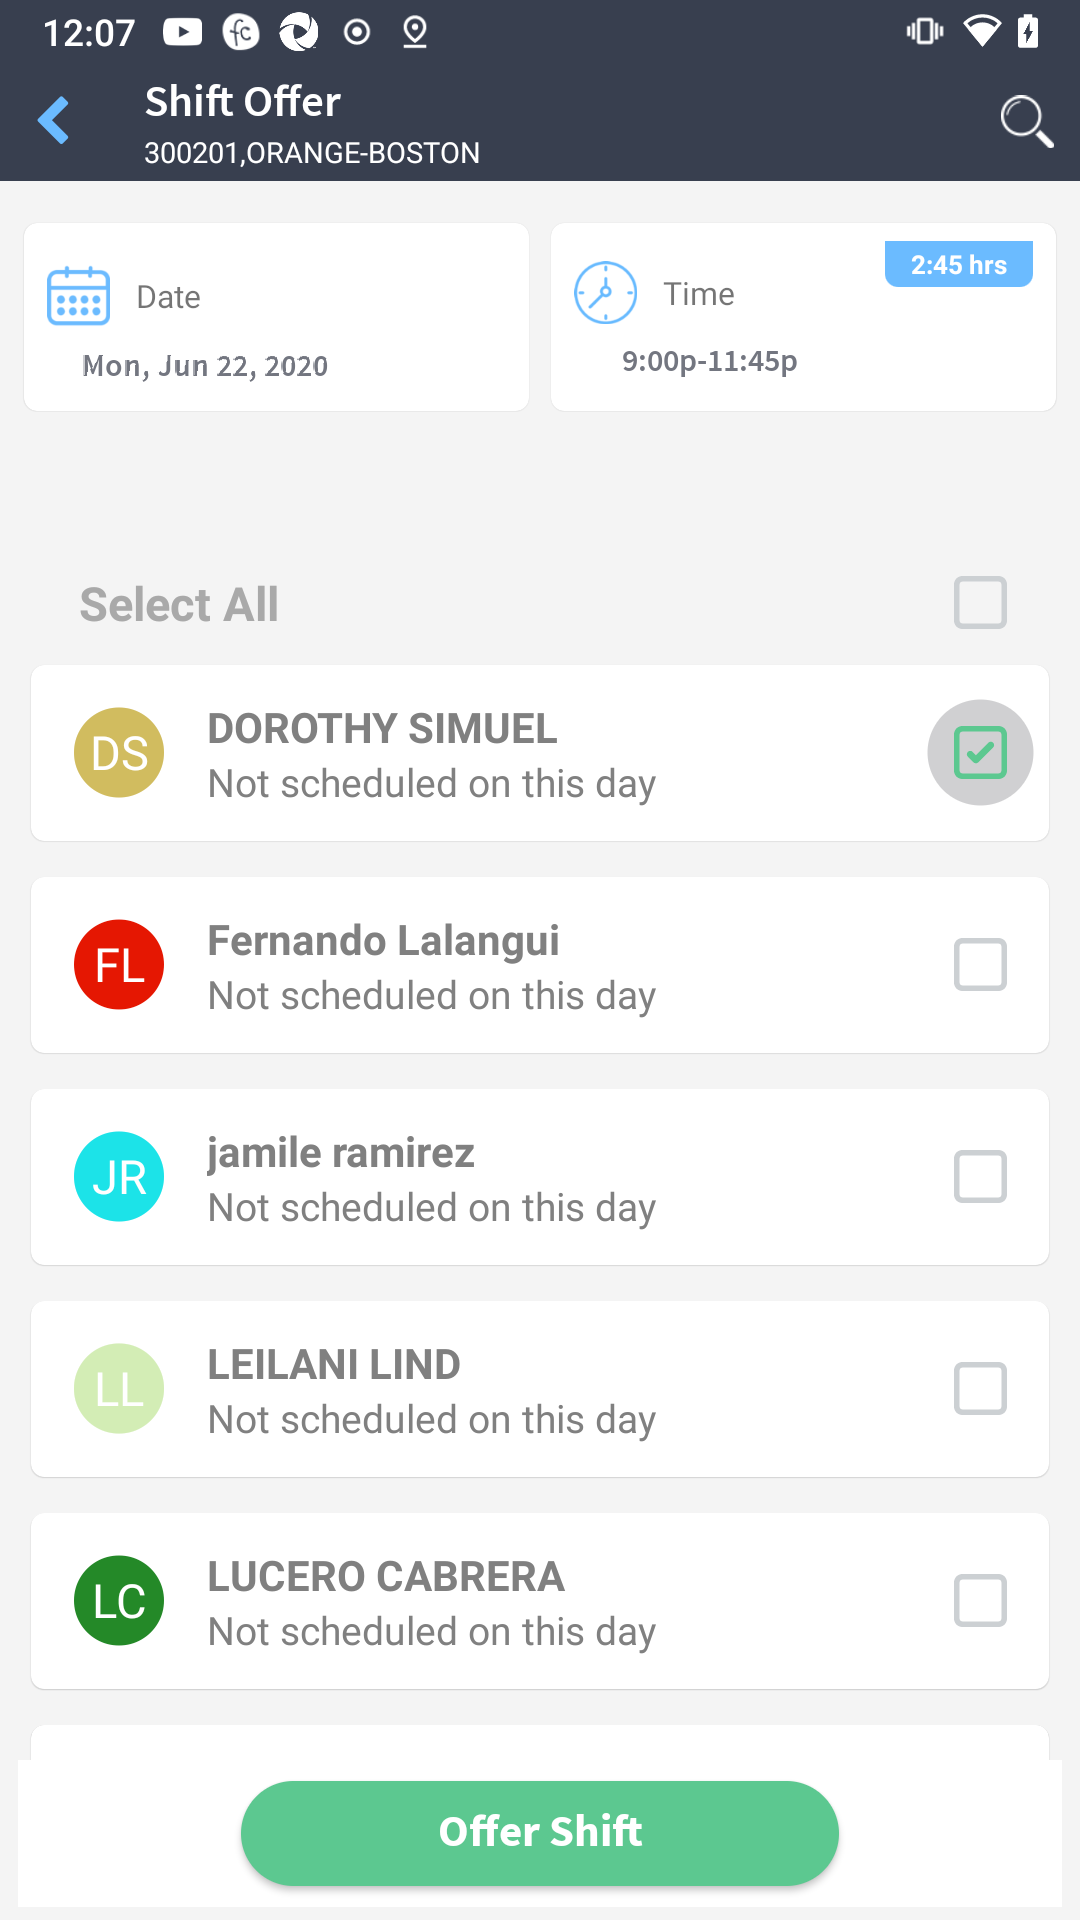 12:07
Shift Offer
300201,ORANGE-BOSTON
Date
Mon, Jun 22, 2020
2:45 hrs
Time
9:00p-11:45p
Select All
DS
DOROTHY SIMUEL
Not scheduled on this day
FL
Fernando Lalangui
Not scheduled on this day
JR
jamile ramirez
Not scheduled on this day
LL
LEILANI LIND
Not scheduled on this day
LC
LUCERO CABRERA
Not scheduled on this day
Offer Shift